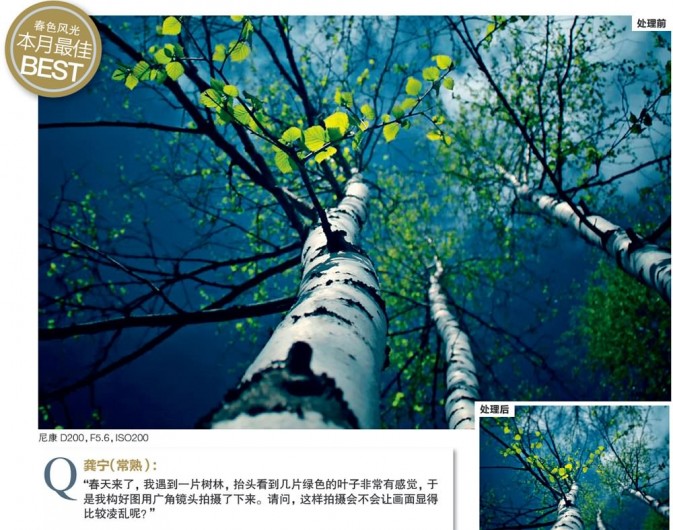 春色风光
本月最佳
BEST
处理前
尼康 D200, F5.6, ISO200
处理后
Q 龚宁(常熟):
“春天来了,我遇到一片树林,抬头看到几片绿色的叶子非常有感觉,于
是我构好图用广角镜头拍摄了下来。请问,这样拍摄会不会让画面显得
比较凌乱呢?”